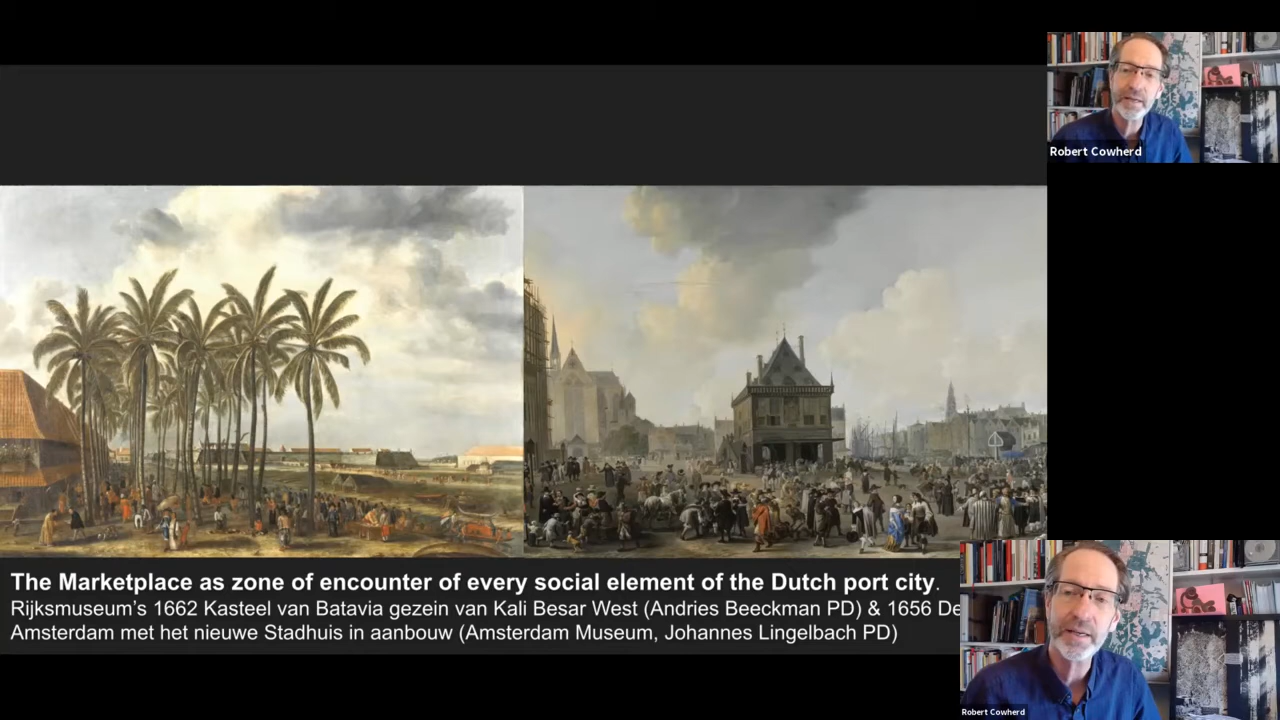 Robert Cowherd
The Marketplace as zone of encounter of every social element of the Dutch port city.
Rijksmuseum's 1662 Kasteel van Batavia gezein van Kali Besar West (Andries Beeckman PD) & 1656 De
Amsterdam met het nieuwe Stadhuis in aanbouw (Amsterdam Museum, Johannes Lingelbach PD)
Robert Cowherd